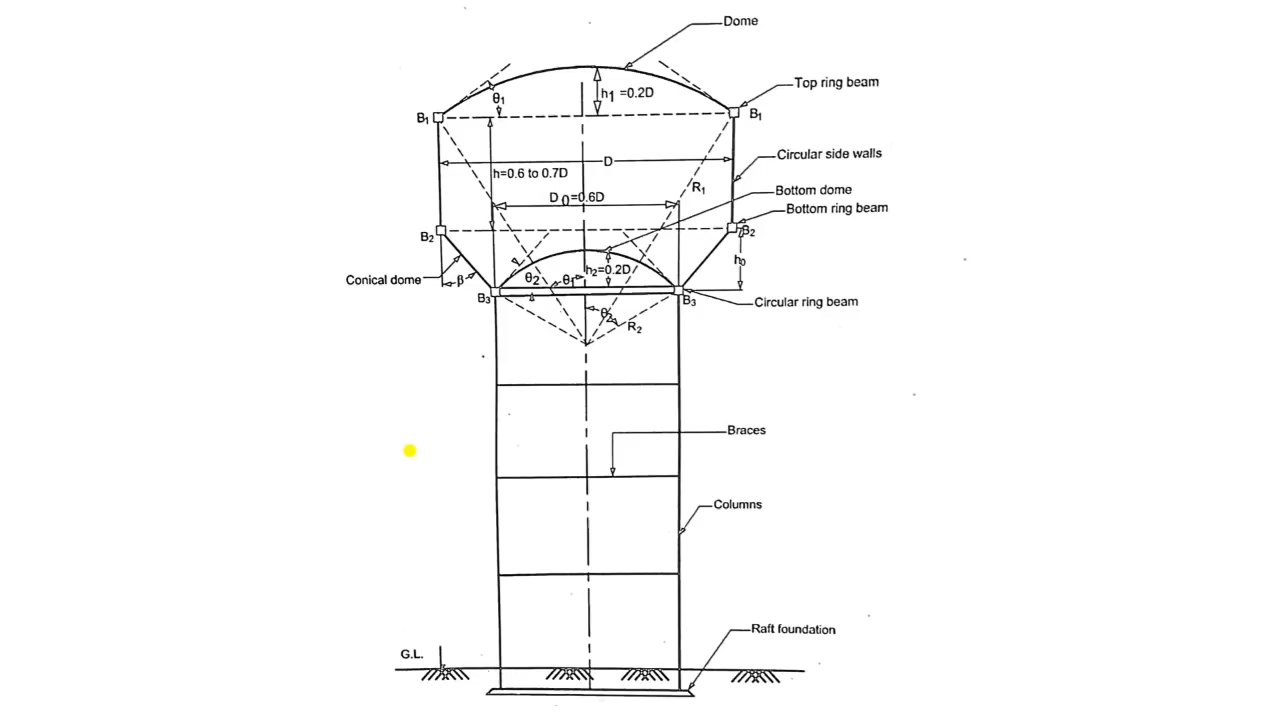 Dome
Top ring beam
θ1
h1 =0.2D
B1
B1
Circular side walls
D
h=0.6 to 0.7D
R1
Bottom dome
D0=0.6D
Bottom ring beam
B2
B2
h0
Conical dome
β
θ2
θ1
h2=0.2D
B3
B3
Circular ring beam
θ2
R2
Braces
Columns
Raft foundation
G.L.